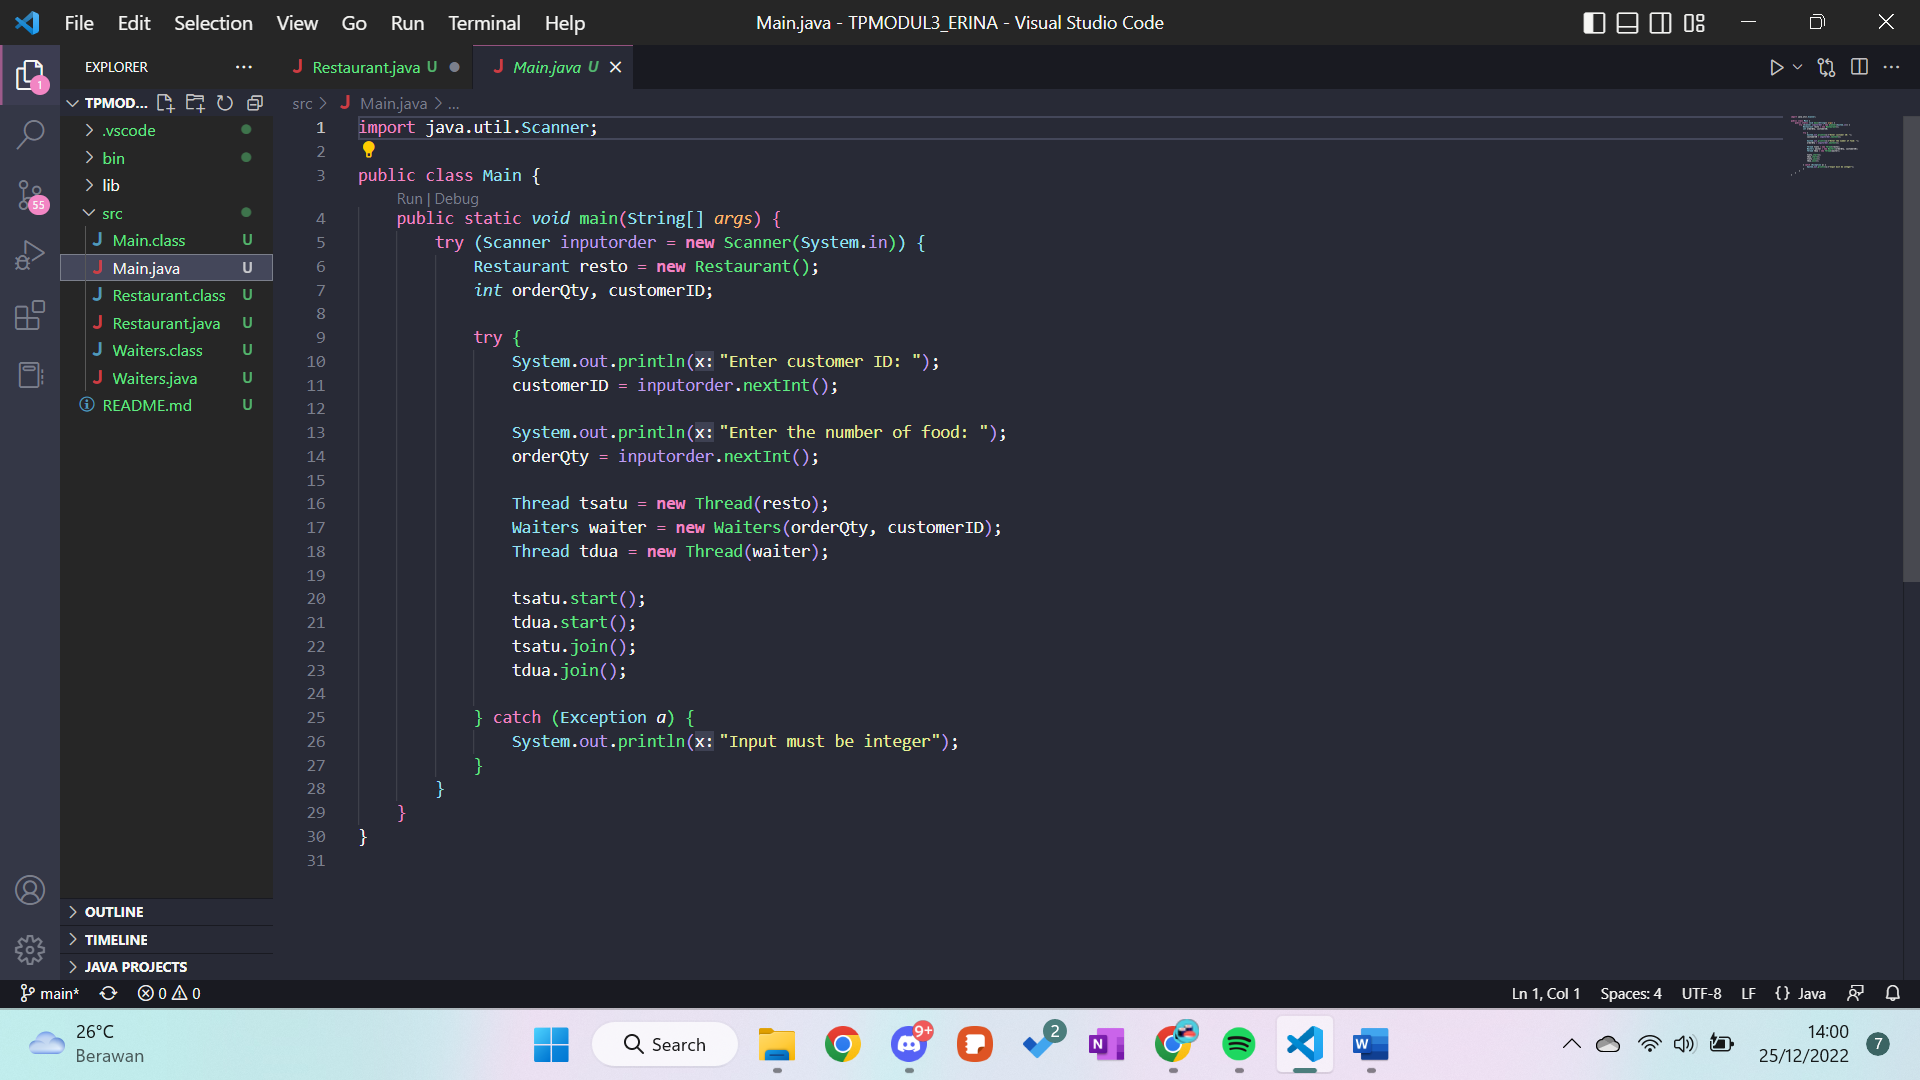 File Edit Selection View Go Run Terminal Help
Main.java - TPMODUL3_ERINA - Visual Studio Code
EXPLORER
TPMOD...
.vscode
bin
lib
src
Main.class U
Main.java U
Restaurant.class U
Restaurant.java U
Waiters.class U
Waiters.java U
README.md U
OUTLINE
TIMELINE
JAVA PROJECTS
1
55
Restaurant.java U
Main.java U
src > Main.java > ...
1 import java.util.Scanner;
2
3 public class Main {
Run | Debug
4 public static void main(String[] args) {
5 try (Scanner inputorder = new Scanner(System.in)) {
6 Restaurant resto = new Restaurant();
7 int orderQty, customerID;
8
9 try {
10 System.out.println(x: "Enter customer ID: ");
11 customerID = inputorder.nextInt();
12
13 System.out.println(x: "Enter the number of food: ");
14 orderQty = inputorder.nextInt();
15
16 Thread tsatu = new Thread(resto);
17 Waiters waiter = new Waiters(orderQty, customerID);
18 Thread tdua = new Thread(waiter);
19
20 tsatu.start();
21 tdua.start();
22 tsatu.join();
23 tdua.join();
24
25 } catch (Exception a) {
26 System.out.println(x: "Input must be integer");
27 }
28 }
29 }
30 }
31
main* 0 0
Ln 1, Col 1 Spaces: 4 UTF-8 LF {} Java
26°C
Berawan
Search
9+
2
N
W
14:00
25/12/2022
7